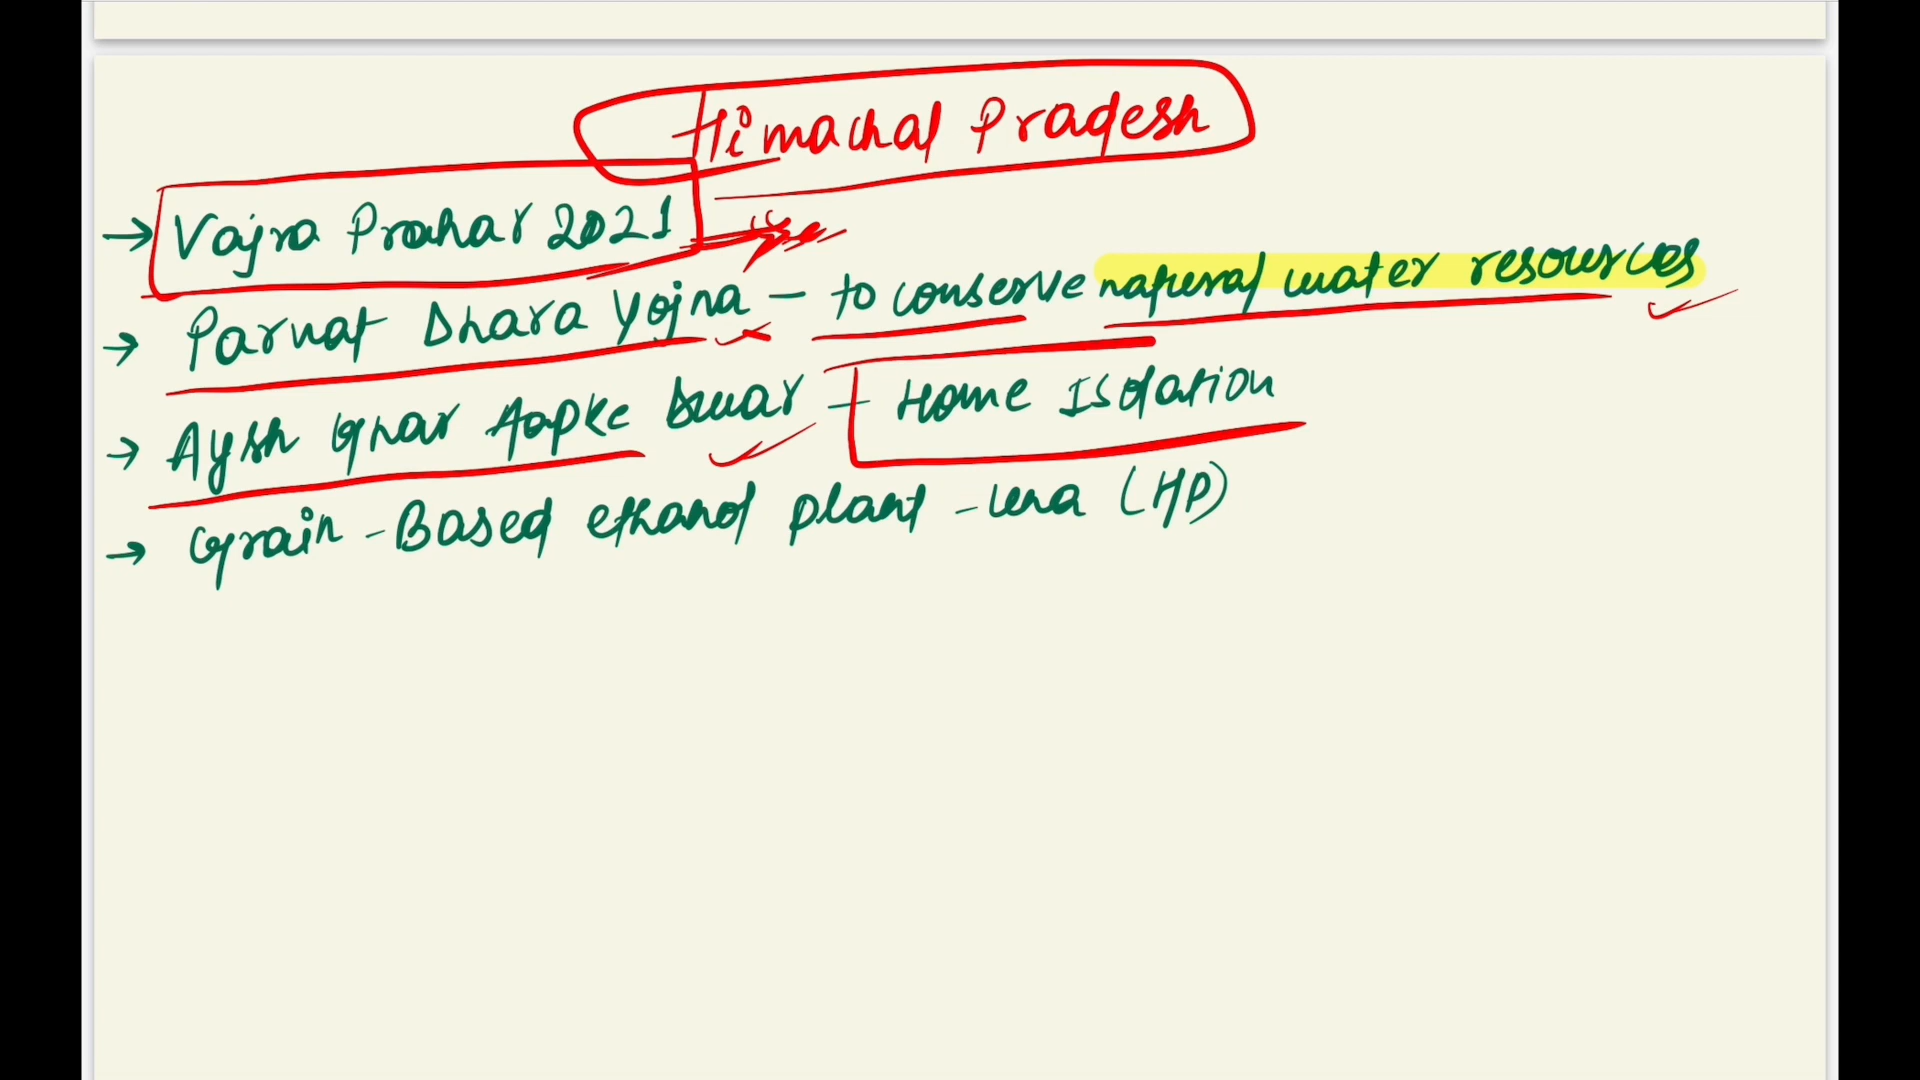 Himachal Pradesh
→ Vajra Prahar 2021
→ Parvat Dhara Yojna - to conserve natural water resources
→ Aysh Ghar Aapke Dwar - Home Isolation
→ Grain-Based ethanol plant - Una (HP)